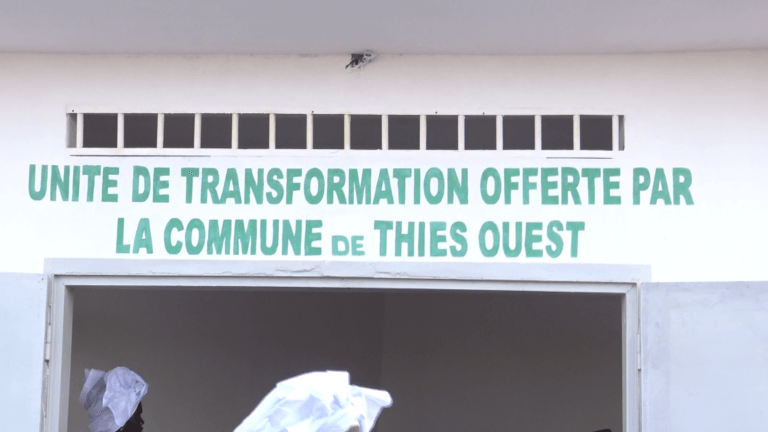 UNITE DE TRANSFORMATION OFFERTE PAR
LA COMMUNE DE THIES OUEST